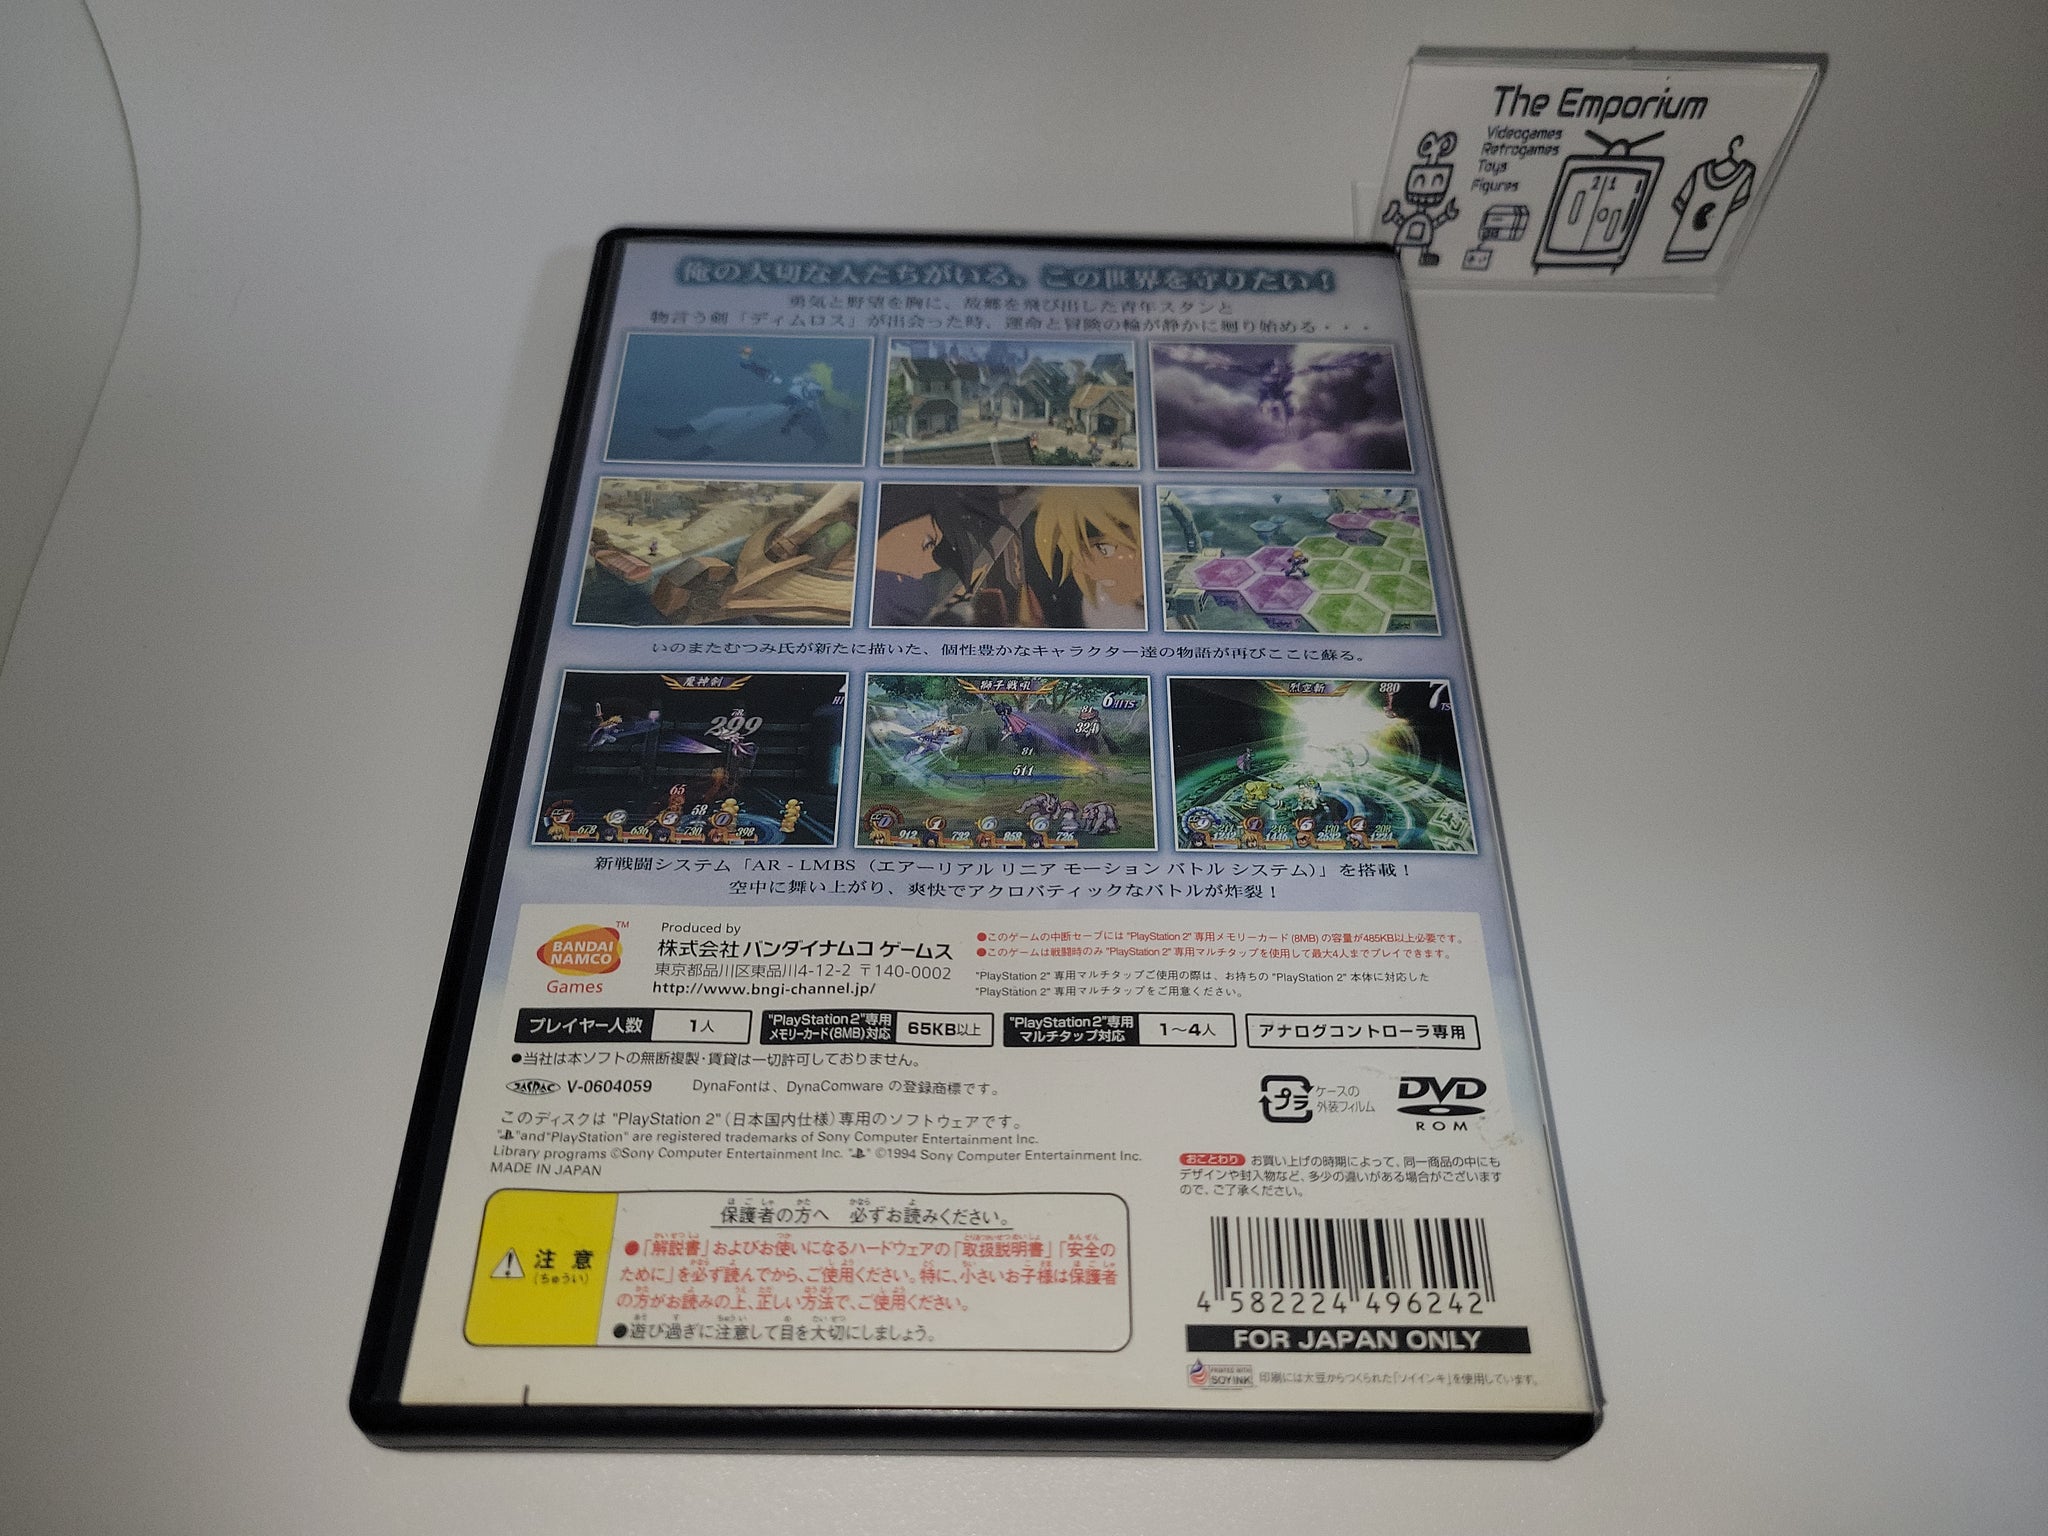 The Emporium
Videogames
Retrogames
Toys
Figures
2 1
俺の大切な人たちがいる、この世界を守りたい！
勇気と野望を胸に、故郷を飛び出した青年スタンと
物言う剣「ディムロス」が出会った時、運命と冒険の輪が静かに廻り始める・・・
いのまたむつみ氏が新たに描いた、個性豊かなキャラクター達の物語が再びここに蘇る。
魔神剣
299
65
58
678 636 730 398
獅子戦吼
6 HITS
81
324
81
511
912 792 859 725
烈空斬
880
7
新戦闘システム「AR - LMBS（エアーリアル リニア モーション バトル システム）」を搭載！
空中に舞い上がり、爽快でアクロバティックなバトルが炸裂！
BANDAI
NAMCO
TM
Games
Produced by
株式会社 バンダイナムコ ゲームス
東京都品川区東品川4-12-2 〒140-0002
http://www.bngi-channel.jp/
●このゲームの中断セーブには "PlayStation 2" 専用メモリーカード(8MB) の容量が485KB以上必要です。
●このゲームは戦闘時のみ "PlayStation 2" 専用マルチタップを使用して最大4人までプレイできます。
"PlayStation 2" 専用マルチタップご使用の際は、お持ちの "PlayStation 2" 本体に対応した
"PlayStation 2" 専用マルチタップをご用意ください。
プレイヤー人数 1人
"PlayStation 2"専用
メモリーカード(8MB)対応 65KB以上
"PlayStation 2"専用
マルチタップ対応 1〜4人
アナログコントローラ専用
●当社は本ソフトの無断複製・賃貸は一切許可しておりません。
JASRAC V-0604059 DynaFontは、DynaComware の登録商標です。
プラ
ケースの
外装フィルム
DVD
ROM
このディスクは "PlayStation 2" (日本国内仕様) 専用のソフトウェアです。
" "and"PlayStation" are registered trademarks of Sony Computer Entertainment Inc.
Library programs ©Sony Computer Entertainment Inc. " " ©1994 Sony Computer Entertainment Inc.
MADE IN JAPAN
おことわり お買い上げの時期によって、同一商品の中にも
デザインや封入物など、多少の違いがある場合がございます
ので、ご了承ください。
注意
(ちゅうい)
保護者の方へ 必ずお読みください。
●「解説書」およびお使いになるハードウェアの「取扱説明書」「安全の
ために」を必ず読んでから、ご使用ください。特に、小さいお子様は保護者
の方がお読みの上、正しい方法で、ご使用ください。
●遊び過ぎに注意して目を大切にしましょう。
4 582224 496242
FOR JAPAN ONLY
PRINTED WITH
SOY INK
印刷には大豆からつくられた「ソイインキ」を使用しています。